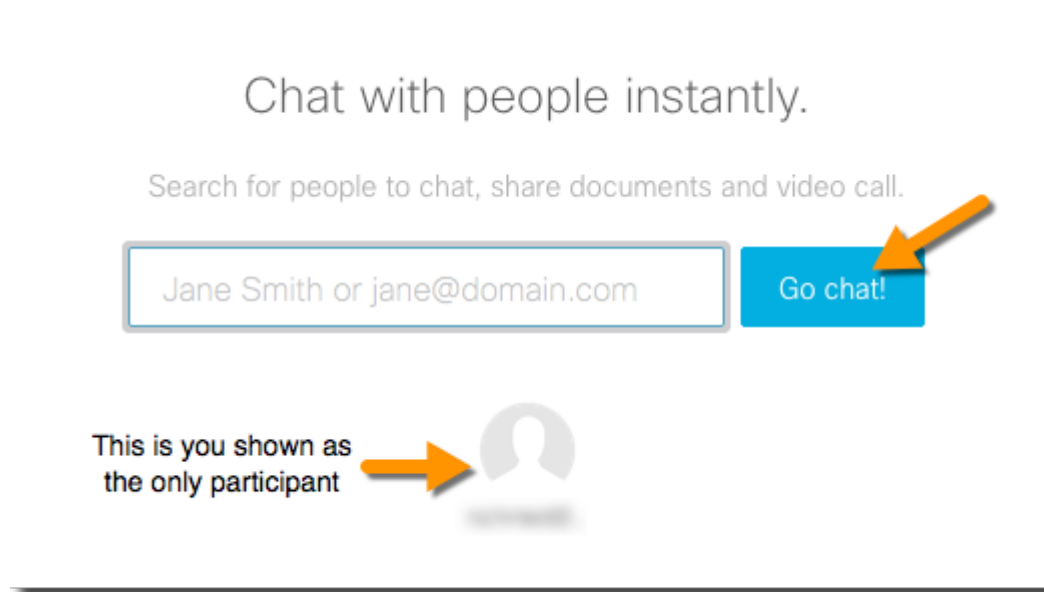 Chat with people instantly.
Search for people to chat, share documents and video call.
Jane Smith or jane@domain.com
Go chat!
This is you shown as
the only participant